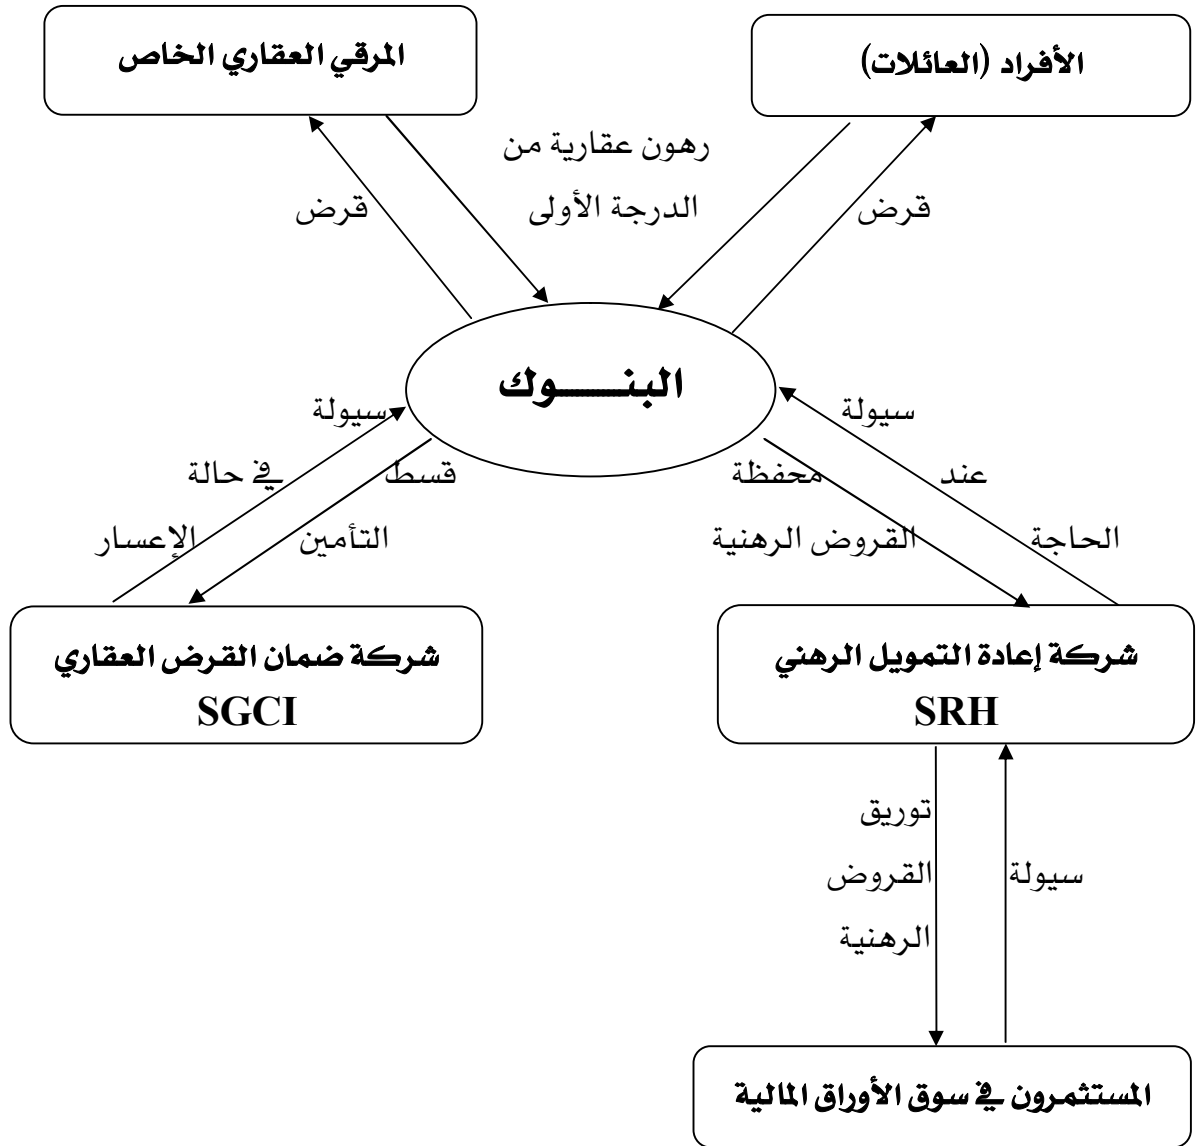 المرقي العقاري الخاص
الأفراد (العائلات)
رهون عقارية من
الدرجة الأولى
قرض
قرض
البنـــــوك
سيولة
في حالة
الإعسار
قسط
التأمين
سيولة
عند
الحاجة
محفظة
القروض الرهنية
شركة إعادة التمويل الرهني
SRH
شركة ضمان القرض العقاري
SGCI
توريق
القروض
الرهنية
سيولة
المستثمرون في سوق الأوراق المالية